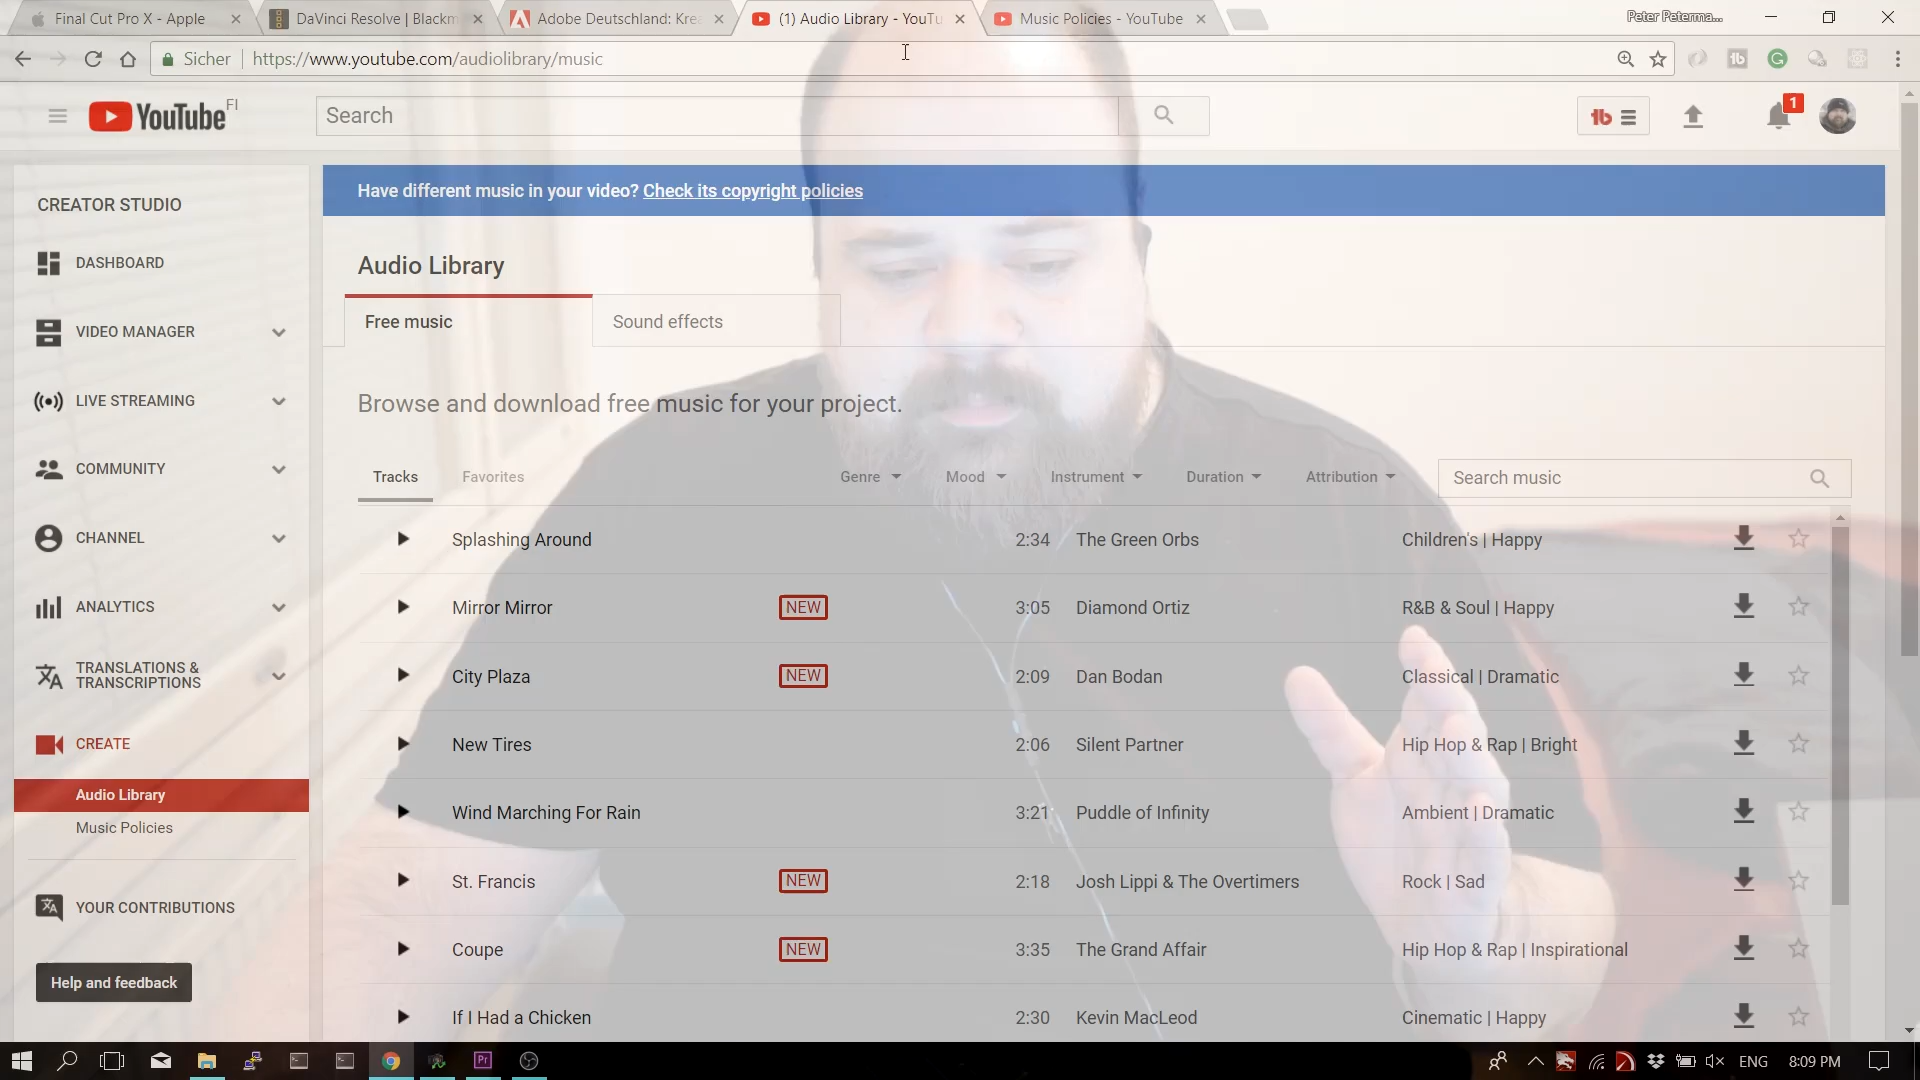 Final Cut Pro X - Apple
DaVinci Resolve | Blackm
Adobe Deutschland: Krea
(1) Audio Library - YouTu
Music Policies - YouTube
Peter Peterma...
Sicher
https://www.youtube.com/audiolibrary/music
YouTube FI
Search
1
CREATOR STUDIO
DASHBOARD
VIDEO MANAGER
LIVE STREAMING
COMMUNITY
CHANNEL
ANALYTICS
TRANSLATIONS &
TRANSCRIPTIONS
CREATE
Audio Library
Music Policies
YOUR CONTRIBUTIONS
Help and feedback
Have different music in your video? Check its copyright policies
Audio Library
Free music
Sound effects
Browse and download free music for your project.
Tracks Favorites Genre Mood Instrument Duration Attribution Search music
Splashing Around 2:34 The Green Orbs Children's | Happy
Mirror Mirror NEW 3:05 Diamond Ortiz R&B & Soul | Happy
City Plaza NEW 2:09 Dan Bodan Classical | Dramatic
New Tires 2:06 Silent Partner Hip Hop & Rap | Bright
Wind Marching For Rain 3:21 Puddle of Infinity Ambient | Dramatic
St. Francis NEW 2:18 Josh Lippi & The Overtimers Rock | Sad
Coupe NEW 3:35 The Grand Affair Hip Hop & Rap | Inspirational
If I Had a Chicken 2:30 Kevin MacLeod Cinematic | Happy
Pr
ENG 8:09 PM